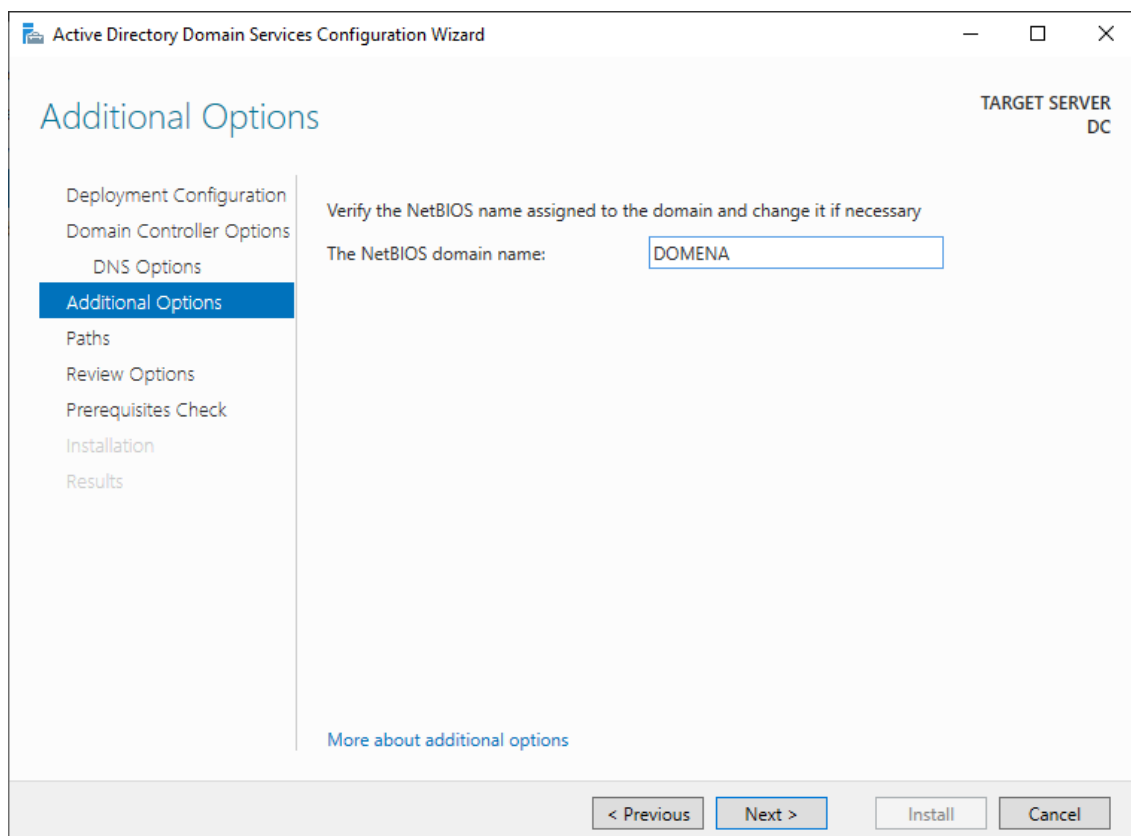 Active Directory Domain Services Configuration Wizard
Additional Options
TARGET SERVER
DC
Deployment Configuration
Domain Controller Options
DNS Options
Additional Options
Paths
Review Options
Prerequisites Check
Installation
Results
Verify the NetBIOS name assigned to the domain and change it if necessary
The NetBIOS domain name: DOMENA
More about additional options
< Previous Next > Install Cancel